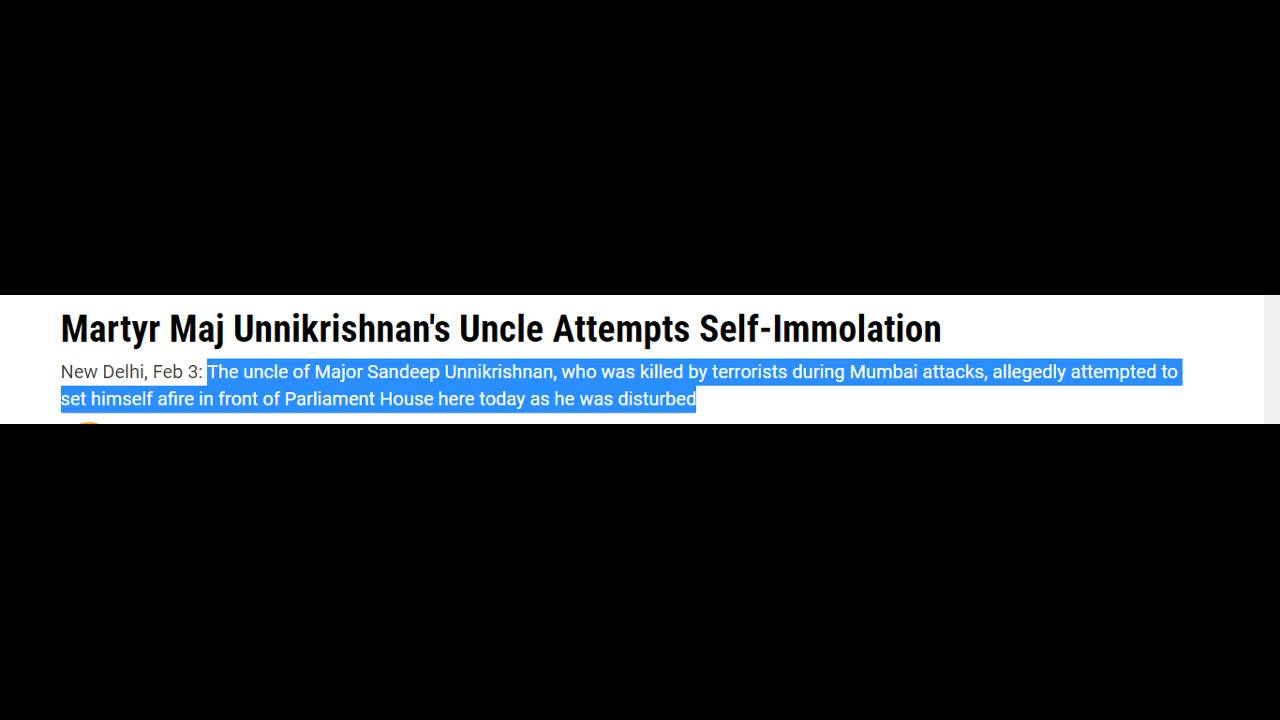 Martyr Maj Unnikrishnan's Uncle Attempts Self-Immolation
New Delhi, Feb 3: The uncle of Major Sandeep Unnikrishnan, who was killed by terrorists during Mumbai attacks, allegedly attempted to
set himself afire in front of Parliament House here today as he was disturbed